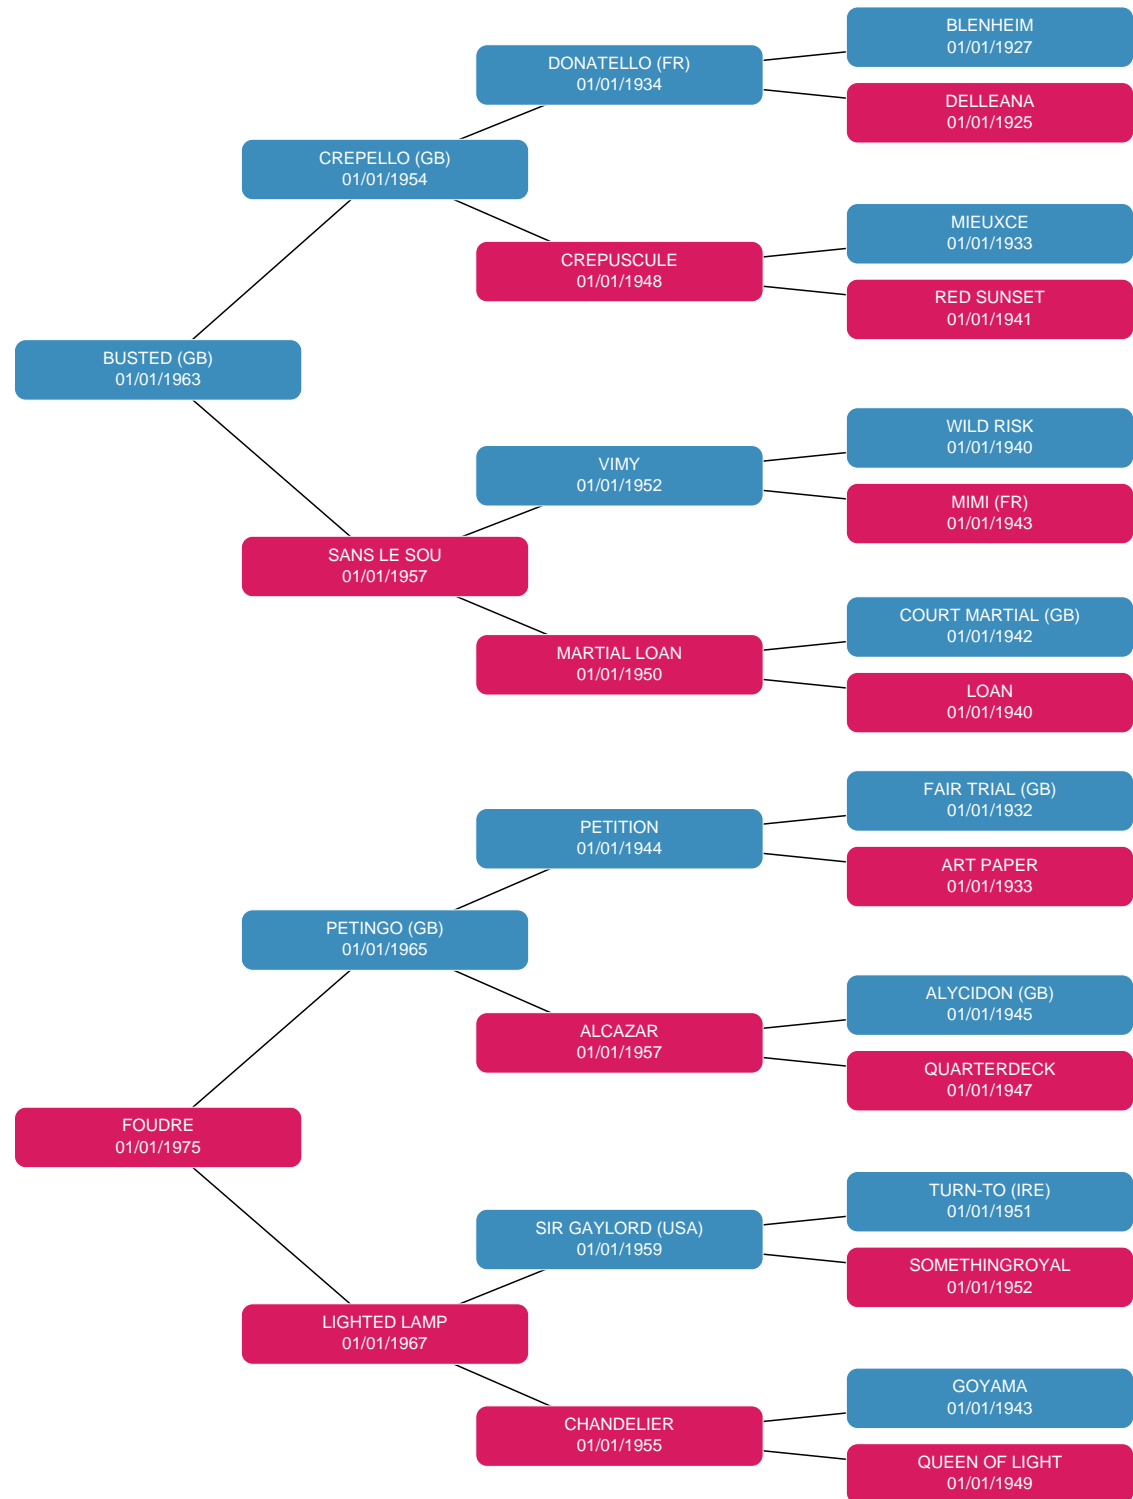 BLENHEIM
01/01/1927
DONATELLO (FR)
01/01/1934
DELLEANA
01/01/1925
CREPELLO (GB)
01/01/1954
MIEUXCE
01/01/1933
CREPUSCULE
01/01/1948
RED SUNSET
01/01/1941
BUSTED (GB)
01/01/1963
WILD RISK
01/01/1940
VIMY
01/01/1952
MIMI (FR)
01/01/1943
SANS LE SOU
01/01/1957
COURT MARTIAL (GB)
01/01/1942
MARTIAL LOAN
01/01/1950
LOAN
01/01/1940
FAIR TRIAL (GB)
01/01/1932
PETITION
01/01/1944
ART PAPER
01/01/1933
PETINGO (GB)
01/01/1965
ALYCIDON (GB)
01/01/1945
ALCAZAR
01/01/1957
QUARTERDECK
01/01/1947
FOUDRE
01/01/1975
TURN-TO (IRE)
01/01/1951
SIR GAYLORD (USA)
01/01/1959
SOMETHINGROYAL
01/01/1952
LIGHTED LAMP
01/01/1967
GOYAMA
01/01/1943
CHANDELIER
01/01/1955
QUEEN OF LIGHT
01/01/1949